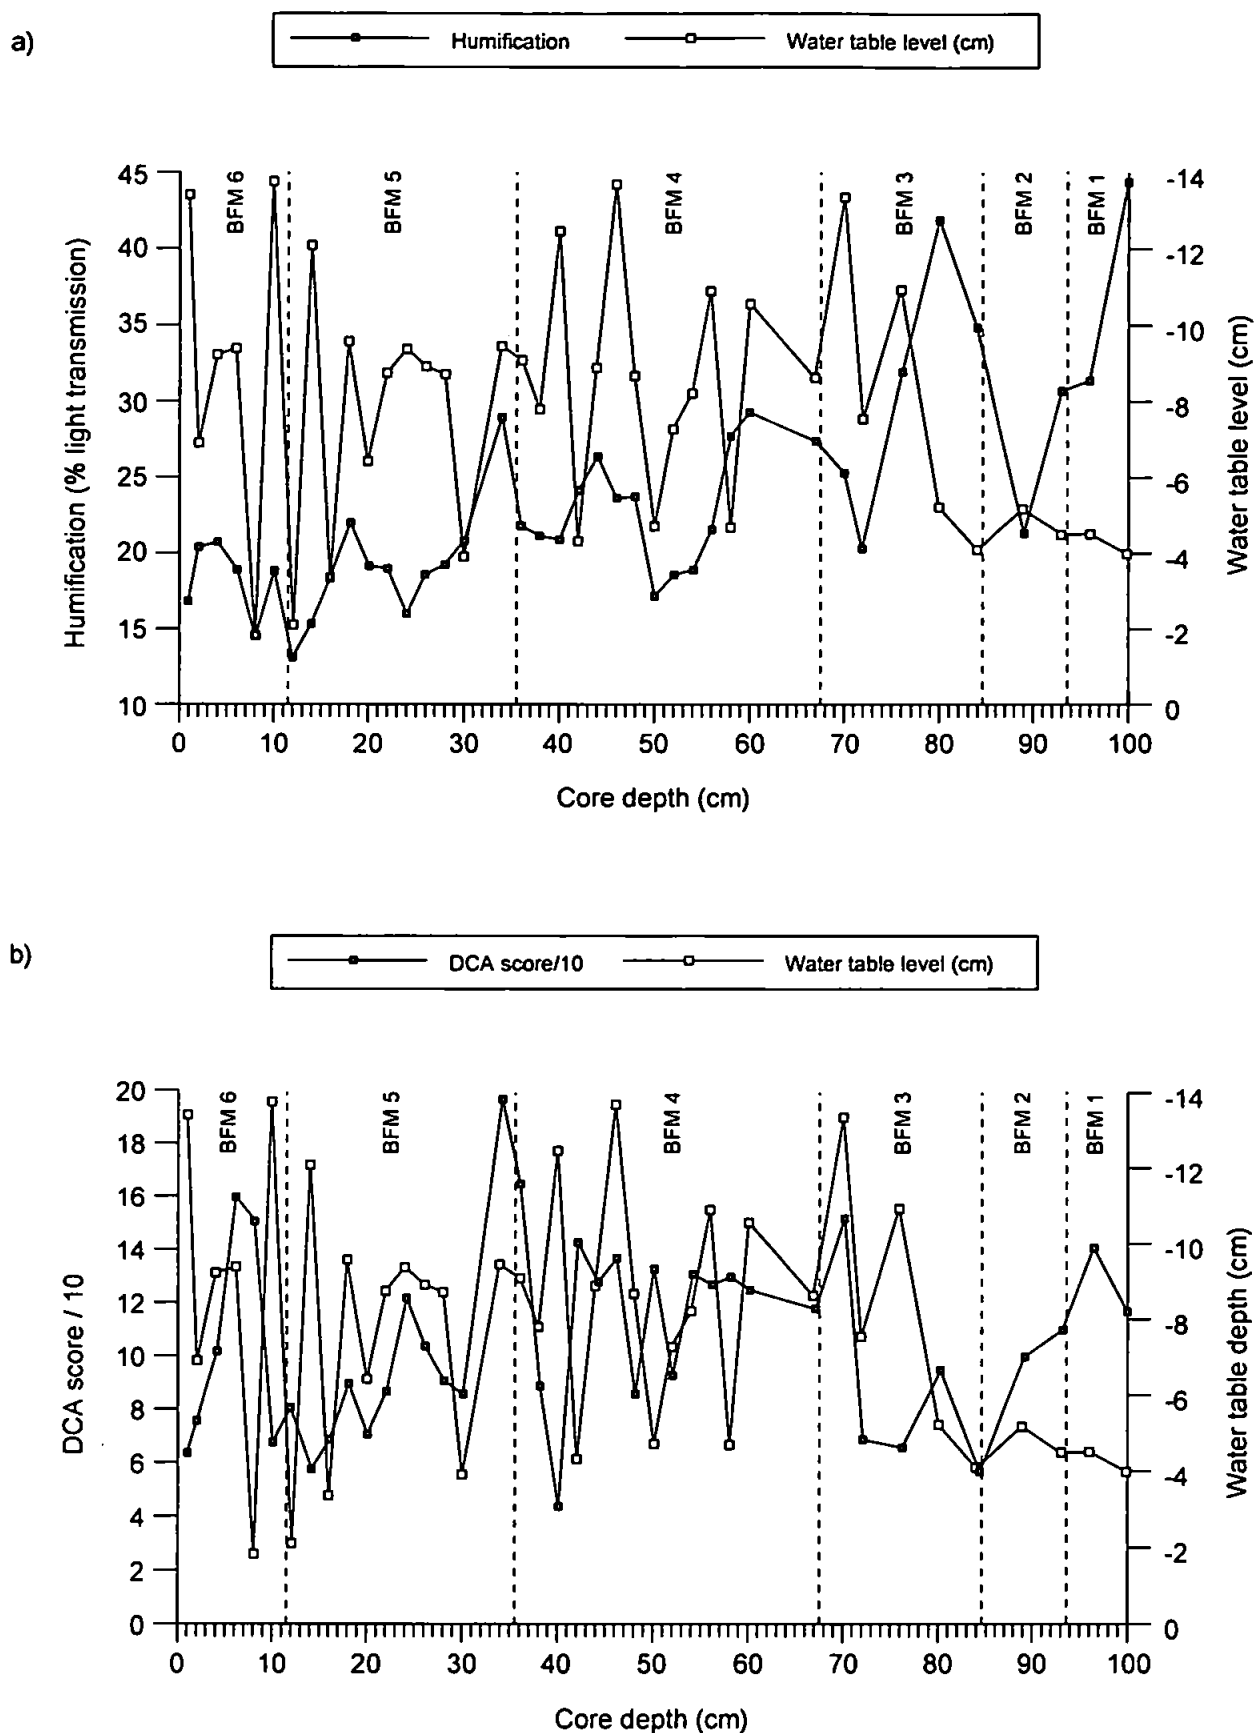 a)
Humification
Water table level (cm)
BFM 6
BFM 5
BFM 4
BFM 3
BFM 2
BFM 1
Humification (% light transmission)
45
40
35
30
25
20
15
10
-14
-12
-10
-8
-6
-4
-2
0
Water table level (cm)
0 10 20 30 40 50 60 70 80 90 100
Core depth (cm)
b)
DCA score/10
Water table level (cm)
BFM 6
BFM 5
BFM 4
BFM 3
BFM 2
BFM 1
DCA score / 10
20
18
16
14
12
10
8
6
4
2
0
-14
-12
-10
-8
-6
-4
-2
0
Water table depth (cm)
0 10 20 30 40 50 60 70 80 90 100
Core depth (cm)